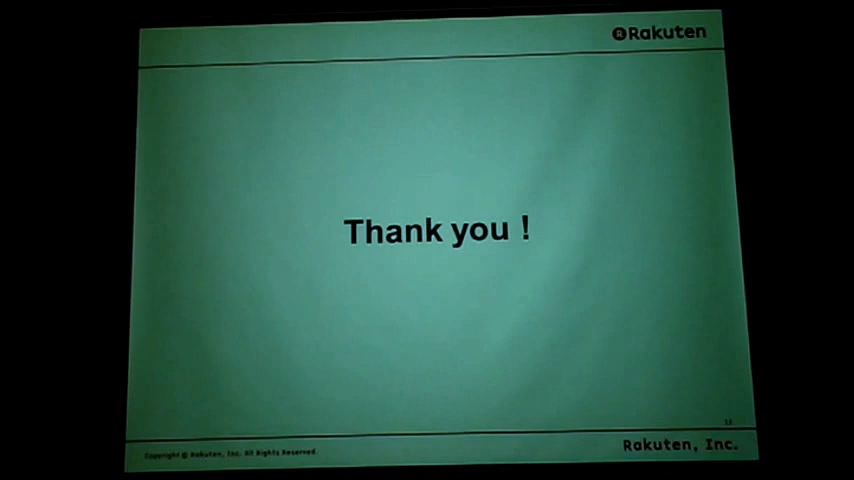 R Rakuten
Thank you !
Copyright © Rakuten, Inc. All Rights Reserved.
Rakuten, Inc.